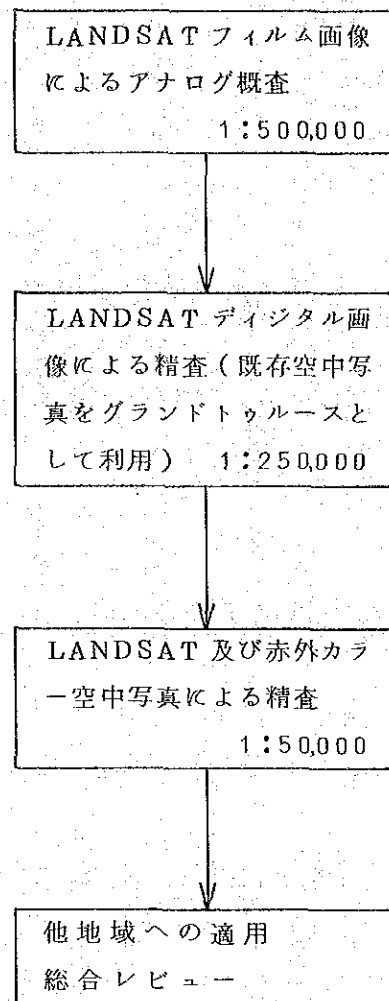 LANDSATフィルム画像
によるアナログ概査
1:500,000
LANDSATディジタル画
像による精査(既存空中写
真をグランドトゥルースと
して利用) 1:250,000
LANDSAT及び赤外カラ
ー空中写真による精査
1:50,000
他地域への適用
総合レビュー